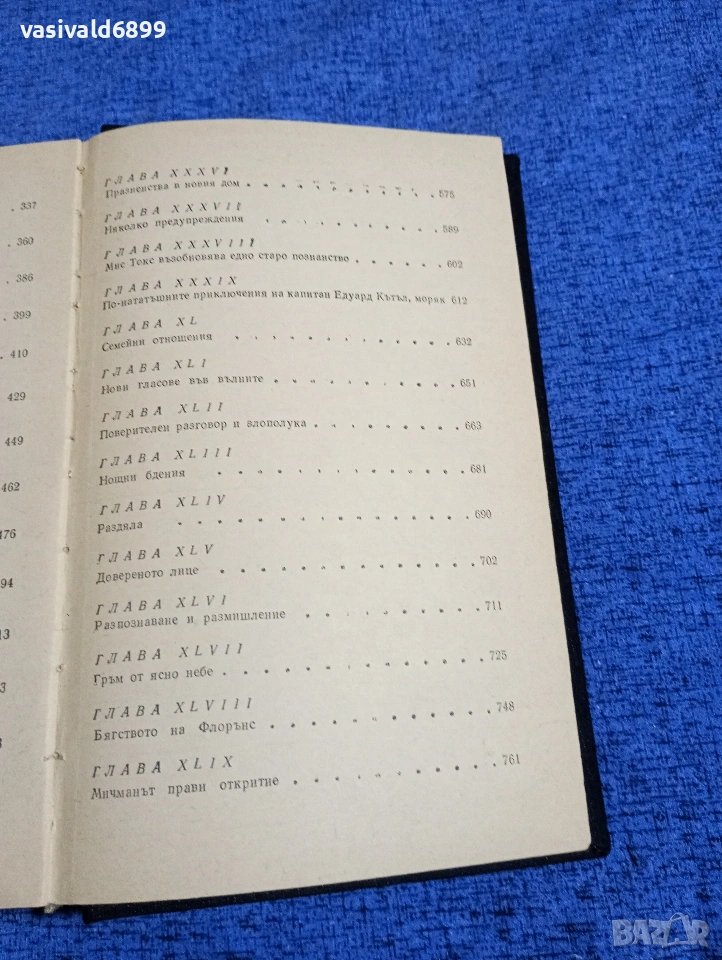 vasivald6899
. 337
. 360
. 386
. 399
. 410
429
449
462
476
94
13
3
3
ГЛАВА XXXVI
Празненства в новия дом . . . . . . . . . . 575
ГЛАВА XXXVII
Няколко предупреждения . . . . . . . . . . 589
ГЛАВА XXXVIII
Мис Токс възобновява едно старо познанство . . . . . 602
ГЛАВА XXXIX
По-нататъшните приключения на капитан Едуард Кътъл, моряк 612
ГЛАВА XL
Семейни отношения . . . . . . . . . . . 632
ГЛАВА XLI
Нови гласове във вълните . . . . . . . . . 651
ГЛАВА XLII
Поверителен разговор и злополука . . . . . . . 663
ГЛАВА XLIII
Нощни бдения . . . . . . . . . . . 681
ГЛАВА XLIV
Раздяла . . . . . . . . . . . . . 690
ГЛАВА XLV
Довереното лице . . . . . . . . . . . . 702
ГЛАВА XLVI
Разпознаване и размишление . . . . . . . . . 711
ГЛАВА XLVII
Гръм от ясно небе . . . . . . . . . . . 725
ГЛАВА XLVIII
Бягството на Флорънс . . . . . . . . . . 748
ГЛАВА XLIX
Мичманът прави откритие . . . . . . . . . 761
BAZAR